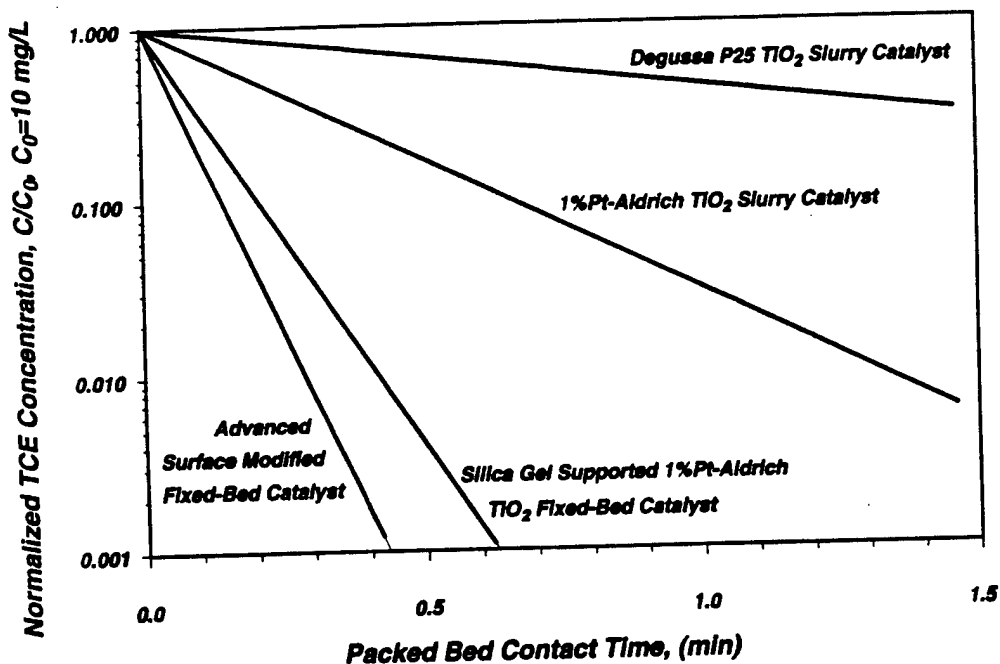 Normalized TCE Concentration, C/C₀, C₀=10 mg/L
1.000
0.100
0.010
0.001
Degussa P25 TiO₂ Slurry Catalyst
1%Pt-Aldrich TiO₂ Slurry Catalyst
Advanced
Surface Modified
Fixed-Bed Catalyst
Silica Gel Supported 1%Pt-Aldrich
TiO₂ Fixed-Bed Catalyst
0.0
0.5
1.0
1.5
Packed Bed Contact Time, (min)